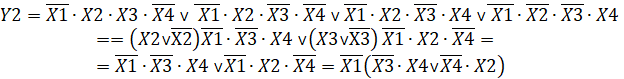 Y2 = X̅1̅ · X2 · X3 · X̅4̅ ∨ X̅1̅ · X2 · X̅3̅ · X̅4̅ ∨ X̅1̅ · X2 · X̅3̅ · X4 ∨ X̅1̅ · X̅2̅ · X̅3̅ · X4
== (X2∨X̅2̅)X̅1̅ · X̅3̅ · X4 ∨ (X3∨X̅3̅) X̅1̅ · X2 · X̅4̅ =
= X̅1̅ · X̅3̅ · X4 ∨X̅1̅ · X2 · X̅4̅ = X̅1̅(X̅3̅ · X4∨X̅4̅ · X2)